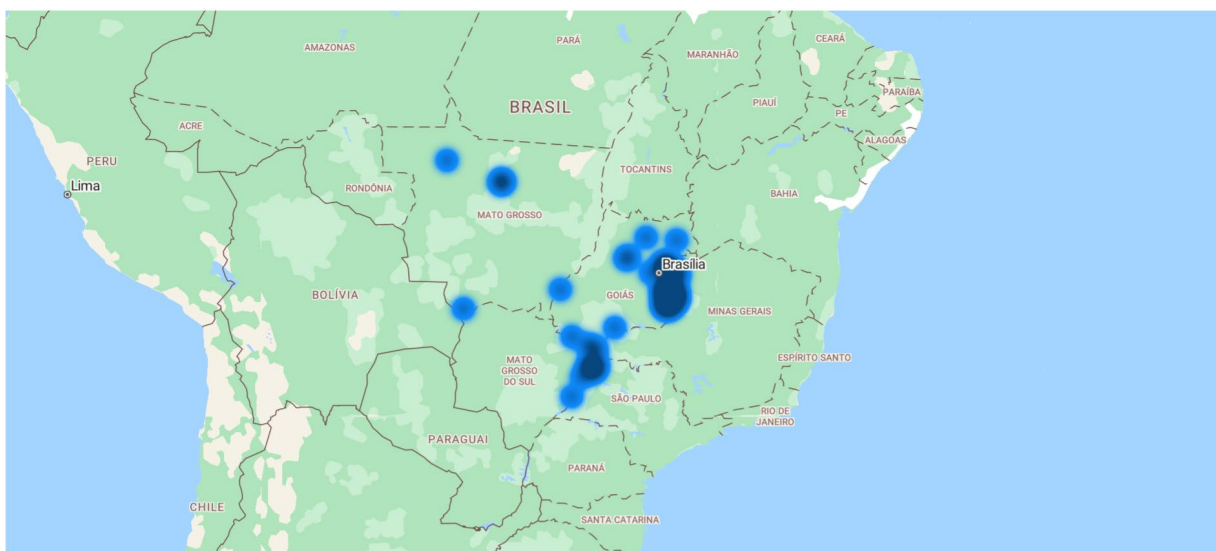 CEARÁ
PARÁ
AMAZONAS
MARANHÃO
PARAÍBA
PIAUÍ
BRASIL
PE
ACRE
ALAGOAS
PERU
TOCANTINS
Lima
RONDÔNIA
BAHIA
MATO GROSSO
Brasília
BOLÍVIA
GOIÁS
MINAS GERAIS
ESPÍRITO SANTO
MATO
GROSSO
DO SUL
SÃO PAULO
RIO DE
JANEIRO
PARAGUAI
PARANÁ
CHILE
SANTA CATARINA